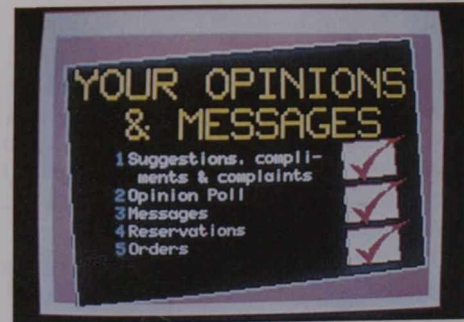 YOUR OPINIONS
& MESSAGES
1 Suggestions, compli-
ments & complaints
2 Opinion Poll
3 Messages
4 Reservations
5 Orders